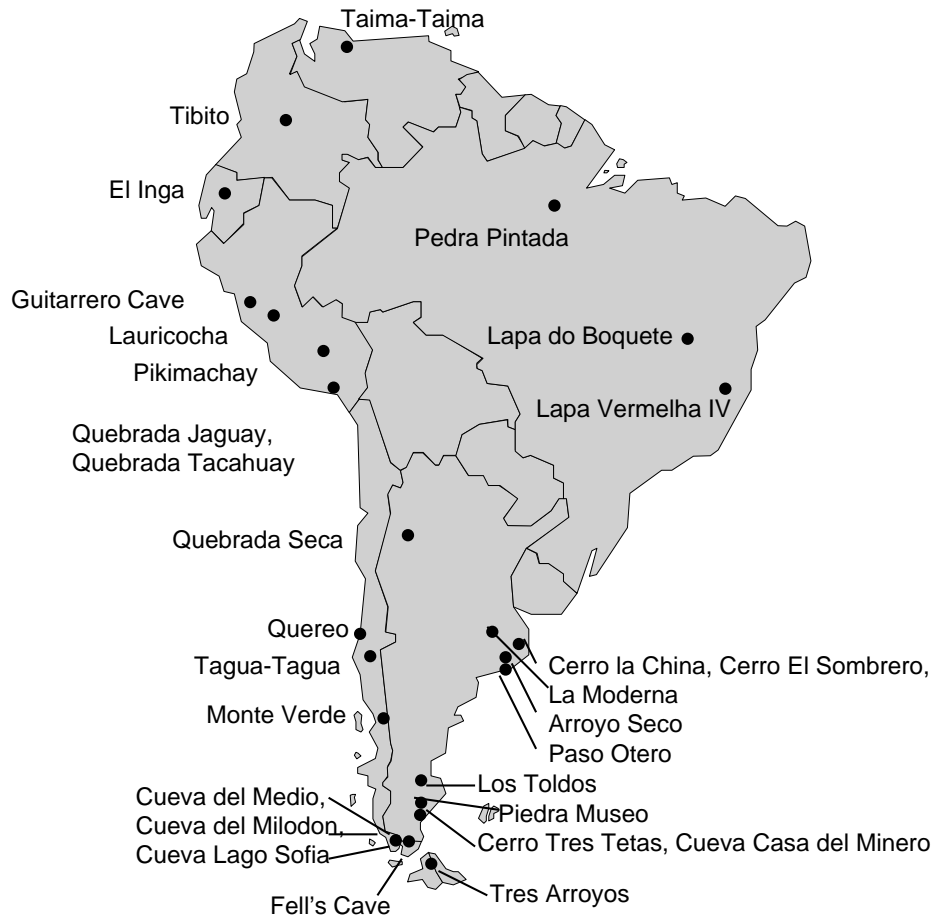 Taima-Taima
Tibito
El Inga
Pedra Pintada
Guitarrero Cave
Lauricocha
Lapa do Boquete
Pikimachay
Lapa Vermelha IV
Quebrada Jaguay,
Quebrada Tacahuay
Quebrada Seca
Quereo
Tagua-Tagua
Cerro la China, Cerro El Sombrero,
La Moderna
Monte Verde
Arroyo Seco
Paso Otero
Los Toldos
Cueva del Medio,
Piedra Museo
Cueva del Milodon,
Cerro Tres Tetas, Cueva Casa del Minero
Cueva Lago Sofia
Tres Arroyos
Fell's Cave